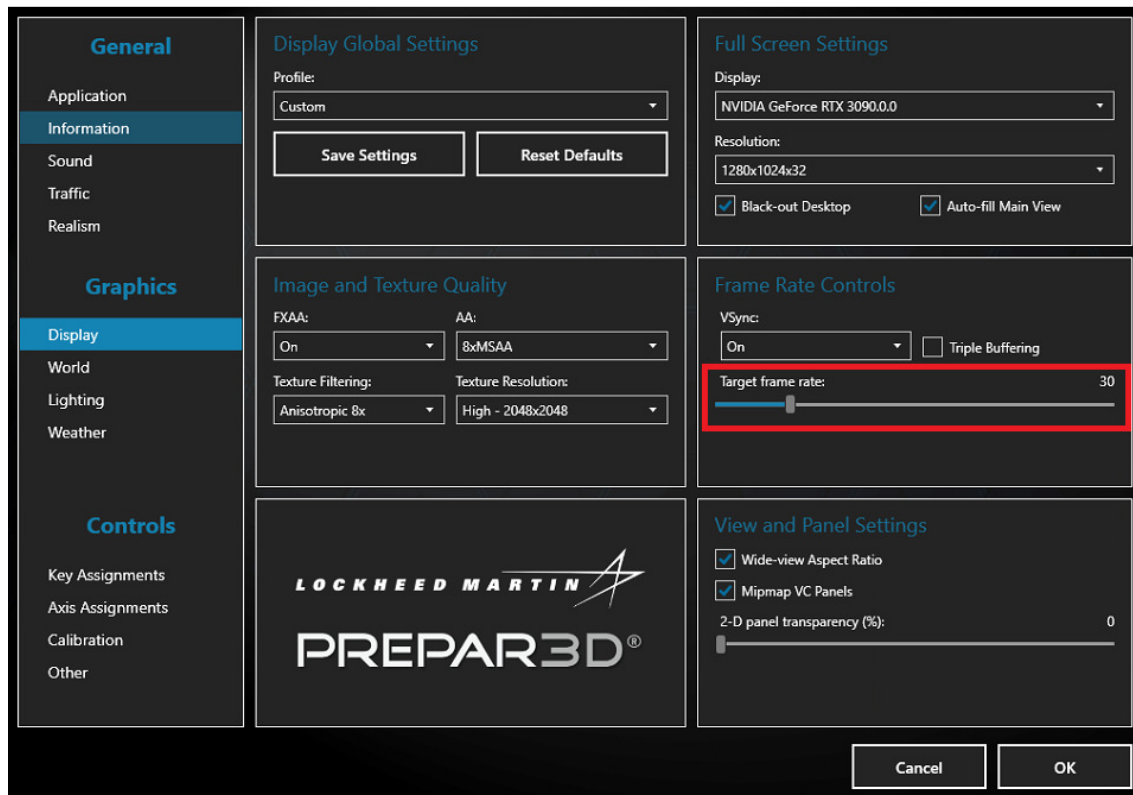 General
Application
Information
Sound
Traffic
Realism
Graphics
Display
World
Lighting
Weather
Controls
Key Assignments
Axis Assignments
Calibration
Other
Display Global Settings
Profile:
Custom
Save Settings Reset Defaults
Full Screen Settings
Display:
NVIDIA GeForce RTX 3090.0.0
Resolution:
1280x1024x32
Black-out Desktop Auto-fill Main View
Image and Texture Quality
FXAA: AA:
On 8xMSAA
Texture Filtering: Texture Resolution:
Anisotropic 8x High - 2048x2048
Frame Rate Controls
VSync:
On Triple Buffering
Target frame rate: 30
LOCKHEED MARTIN
PREPAR3D®
View and Panel Settings
Wide-view Aspect Ratio
Mipmap VC Panels
2-D panel transparency (%): 0
Cancel OK